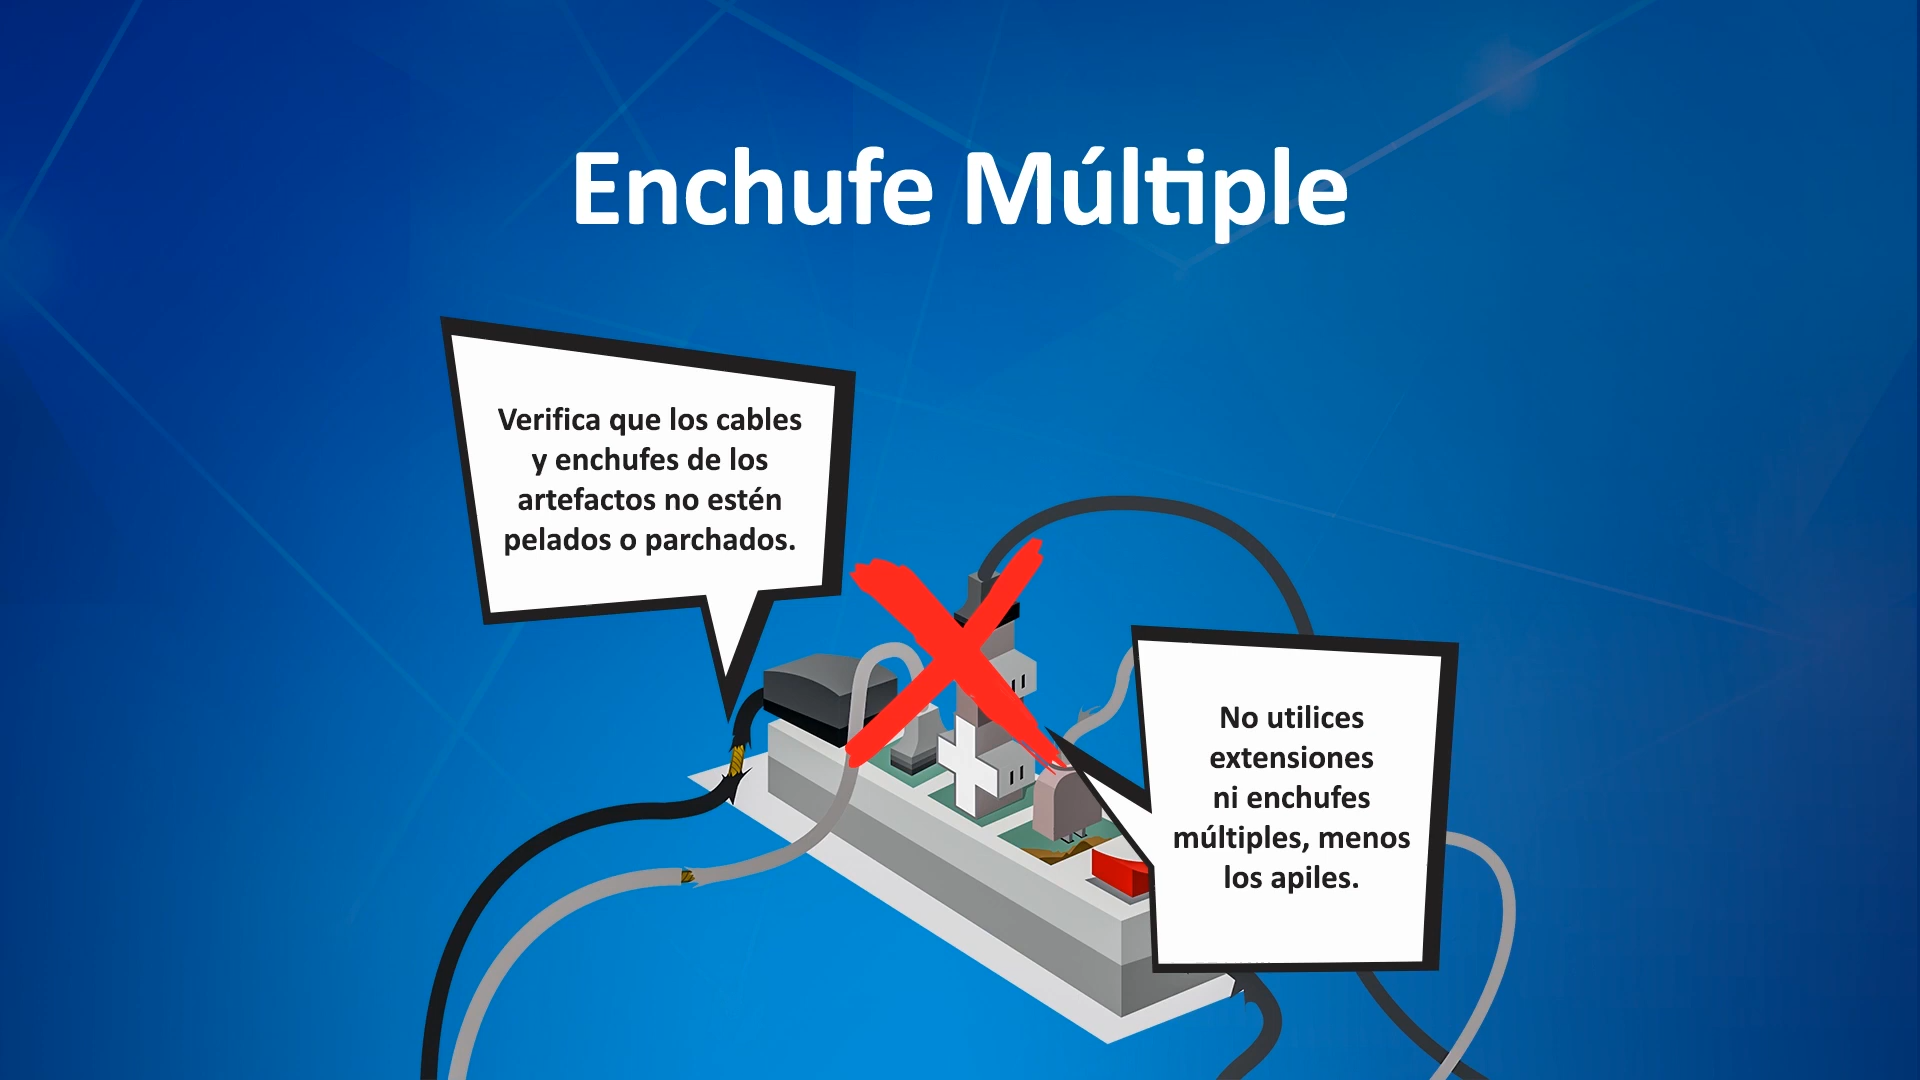 Enchufe Múltiple
Verifica que los cables
y enchufes de los
artefactos no estén
pelados o parchados.
No utilices
extensiones
ni enchufes
múltiples, menos
los apiles.